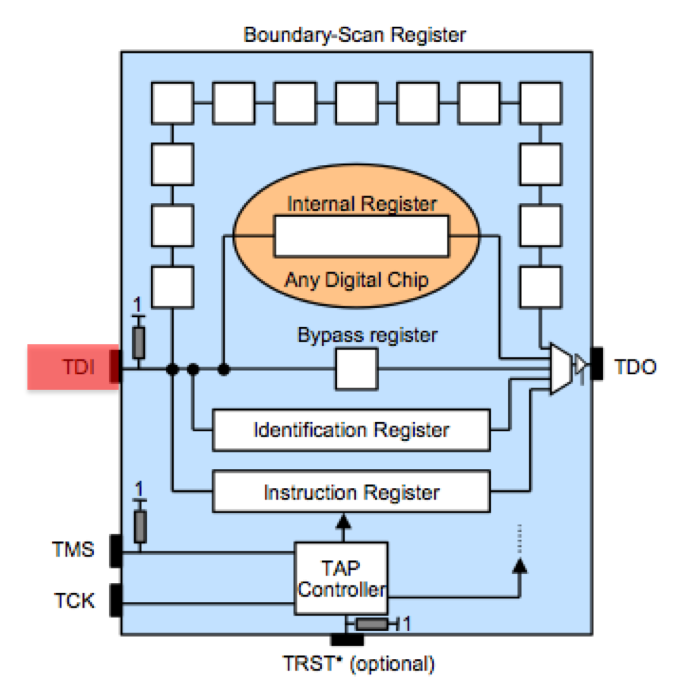 Boundary-Scan Register
Internal Register
Any Digital Chip
1
Bypass register
TDI
TDO
Identification Register
1
Instruction Register
TMS
TAP
Controller
TCK
1
TRST* (optional)